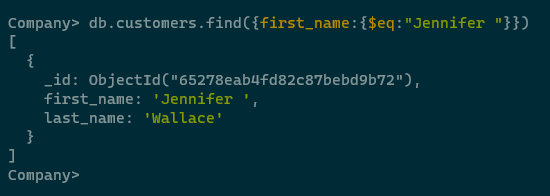 Company> db.customers.find({first_name:{$eq:"Jennifer "}})
[
  {
    _id: ObjectId("65278eab4fd82c87bebd9b72"),
    first_name: 'Jennifer ',
    last_name: 'Wallace'
  }
]
Company>